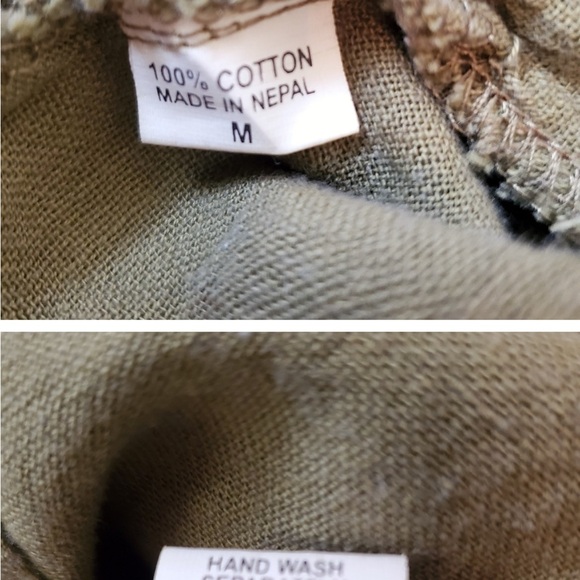 100% COTTON
MADE IN NEPAL
M
HAND WASH